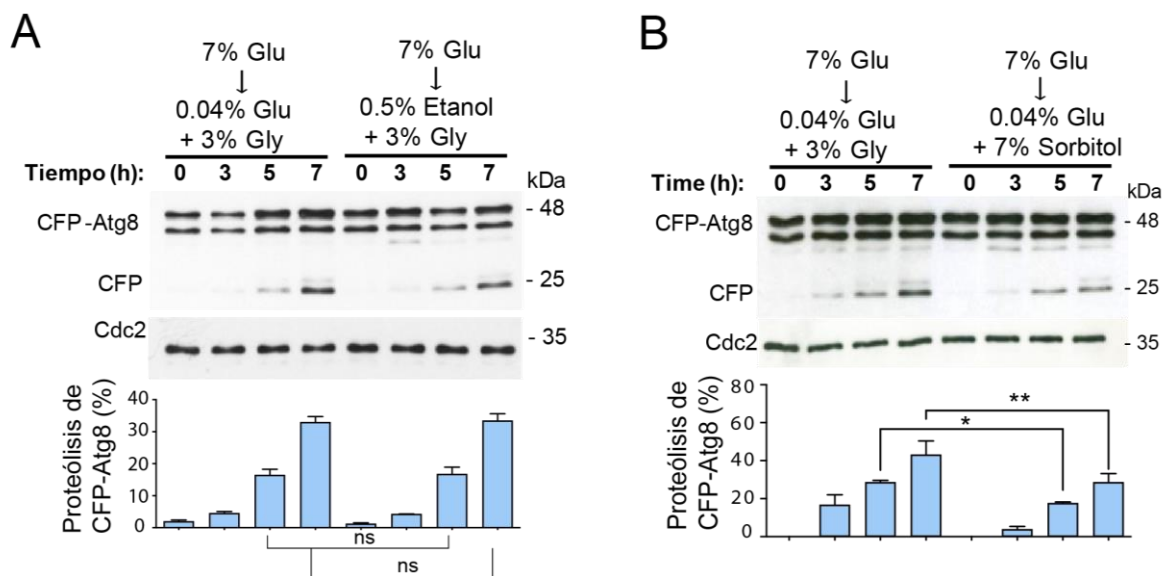 A
7% Glu
↓
0.04% Glu
+ 3% Gly
7% Glu
↓
0.5% Etanol
+ 3% Gly
Tiempo (h): 0 3 5 7 0 3 5 7 kDa
CFP-Atg8 - 48
CFP - 25
Cdc2 - 35
Proteólisis de
CFP-Atg8 (%)
40
30
20
10
0
ns
ns
B
7% Glu
↓
0.04% Glu
+ 3% Gly
7% Glu
↓
0.04% Glu
+ 7% Sorbitol
Time (h): 0 3 5 7 0 3 5 7 kDa
CFP-Atg8 - 48
CFP - 25
Cdc2 - 35
Proteólisis de
CFP-Atg8 (%)
80
60
40
20
0
*
**